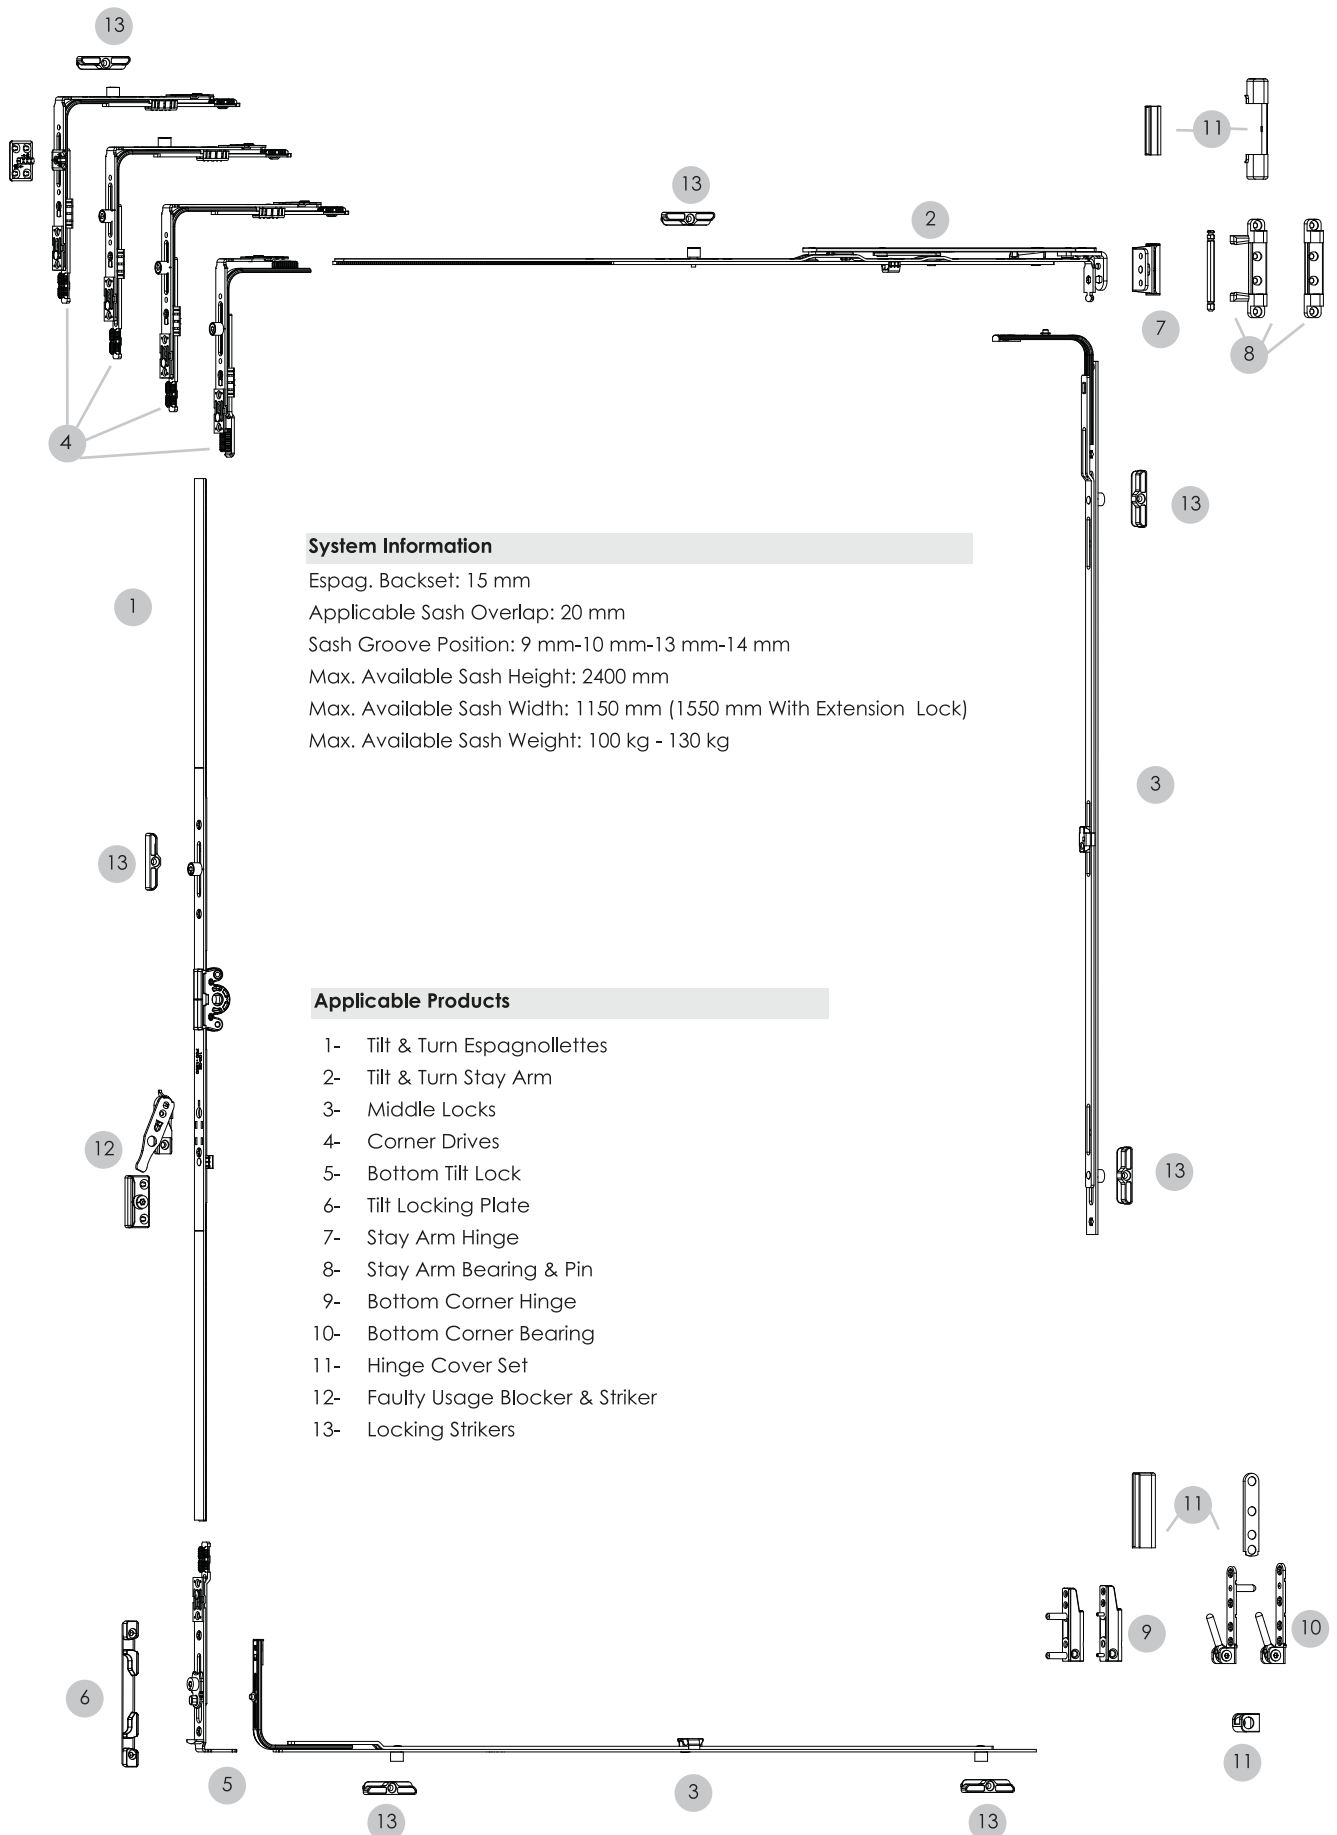 13
11
13
2
7
8
4
13
System Information
Espag. Backset: 15 mm
1
Applicable Sash Overlap: 20 mm
Sash Groove Position: 9 mm-10 mm-13 mm-14 mm
Max. Available Sash Height: 2400 mm
Max. Available Sash Width: 1150 mm (1550 mm With Extension Lock)
Max. Available Sash Weight: 100 kg - 130 kg
3
13
Applicable Products
1- Tilt & Turn Espagnollettes
2- Tilt & Turn Stay Arm
3- Middle Locks
4- Corner Drives
12
5- Bottom Tilt Lock
13
6- Tilt Locking Plate
7- Stay Arm Hinge
8- Stay Arm Bearing & Pin
9- Bottom Corner Hinge
10- Bottom Corner Bearing
11- Hinge Cover Set
12- Faulty Usage Blocker & Striker
13- Locking Strikers
11
9
10
6
11
5
3
13
13